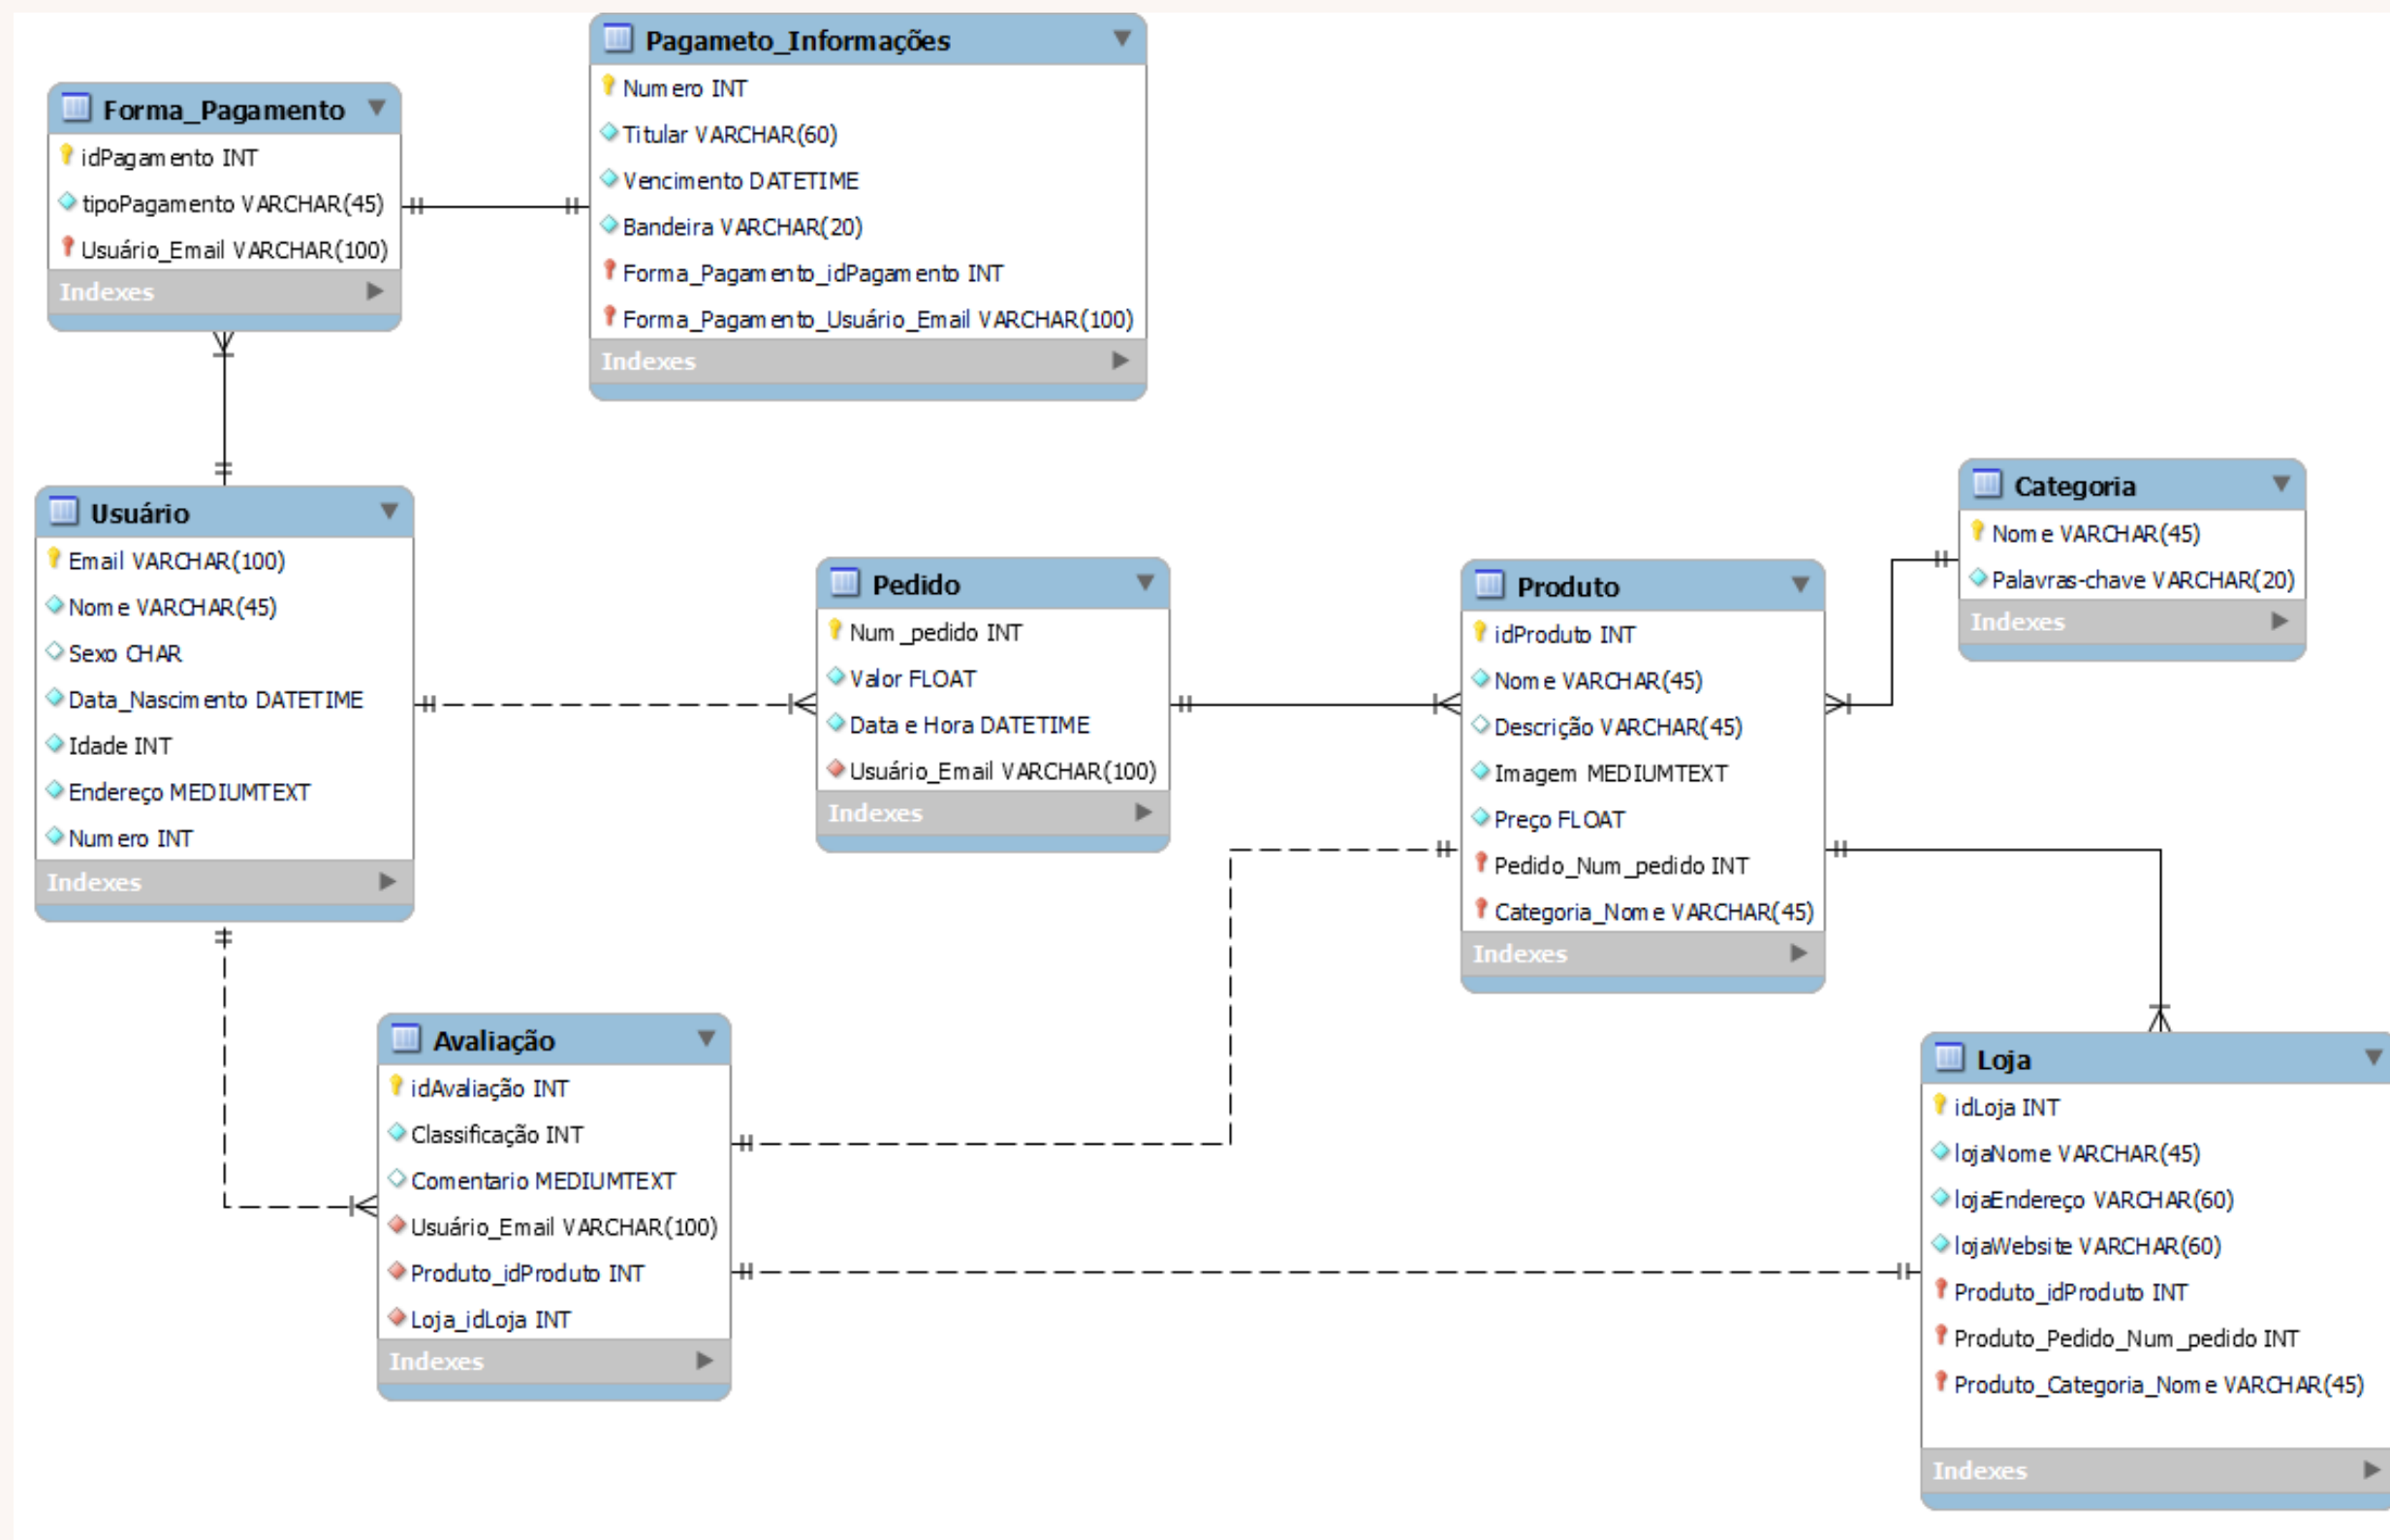 Pagameto_Informações
Numero INT
Titular VARCHAR(60)
Vencimento DATETIME
Bandeira VARCHAR(20)
Forma_Pagamento_idPagamento INT
Forma_Pagamento_Usuário_Email VARCHAR(100)
Indexes
Forma_Pagamento
idPagamento INT
tipoPagamento VARCHAR(45)
Usuário_Email VARCHAR(100)
Indexes
Usuário
Email VARCHAR(100)
Nome VARCHAR(45)
Sexo CHAR
Data_Nascimento DATETIME
Idade INT
Endereço MEDIUMTEXT
Numero INT
Indexes
Pedido
Num_pedido INT
Valor FLOAT
Data e Hora DATETIME
Usuário_Email VARCHAR(100)
Indexes
Produto
idProduto INT
Nome VARCHAR(45)
Descrição VARCHAR(45)
Imagem MEDIUMTEXT
Preço FLOAT
Pedido_Num_pedido INT
Categoria_Nome VARCHAR(45)
Indexes
Categoria
Nome VARCHAR(45)
Palavras-chave VARCHAR(20)
Indexes
Avaliação
idAvaliação INT
Classificação INT
Comentario MEDIUMTEXT
Usuário_Email VARCHAR(100)
Produto_idProduto INT
Loja_idLoja INT
Indexes
Loja
idLoja INT
lojaNome VARCHAR(45)
lojaEndereço VARCHAR(60)
lojaWebsite VARCHAR(60)
Produto_idProduto INT
Produto_Pedido_Num_pedido INT
Produto_Categoria_Nome VARCHAR(45)
Indexes